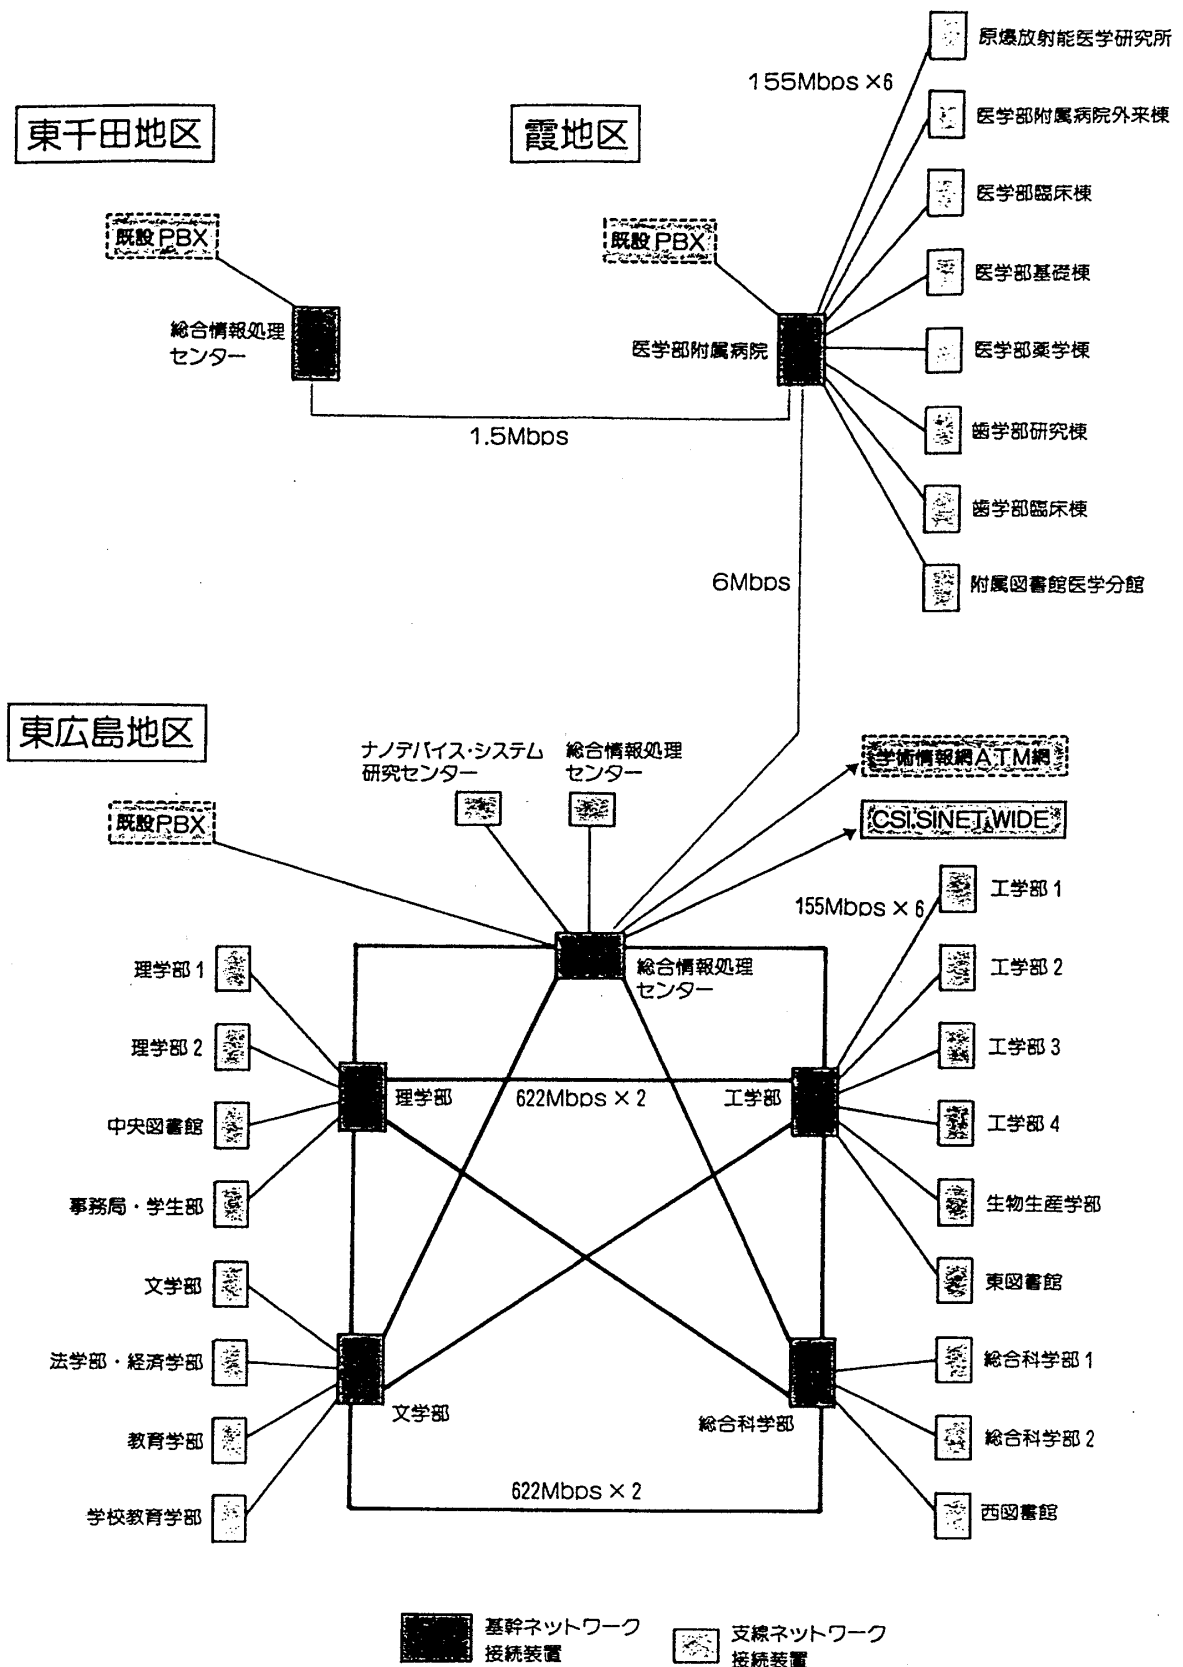 東千田地区
霞地区
155Mbps×6
原爆放射能医学研究所
医学部附属病院外来棟
医学部臨床棟
医学部基礎棟
医学部薬学棟
歯学部研究棟
歯学部臨床棟
附属図書館医学分館
既設PBX
既設PBX
総合情報処理
センター
医学部附属病院
1.5Mbps
6Mbps
東広島地区
ナノデバイス・システム
研究センター
総合情報処理
センター
学術情報網ATM網
CSI,SINET,WIDE
既設PBX
155Mbps×6
総合情報処理
センター
理学部1
理学部2
中央図書館
事務局・学生部
文学部
法学部・経済学部
教育学部
学校教育学部
理学部
622Mbps×2
工学部
文学部
総合科学部
622Mbps×2
工学部1
工学部2
工学部3
工学部4
生物生産学部
東図書館
総合科学部1
総合科学部2
西図書館
基幹ネットワーク
接続装置
支線ネットワーク
接続装置